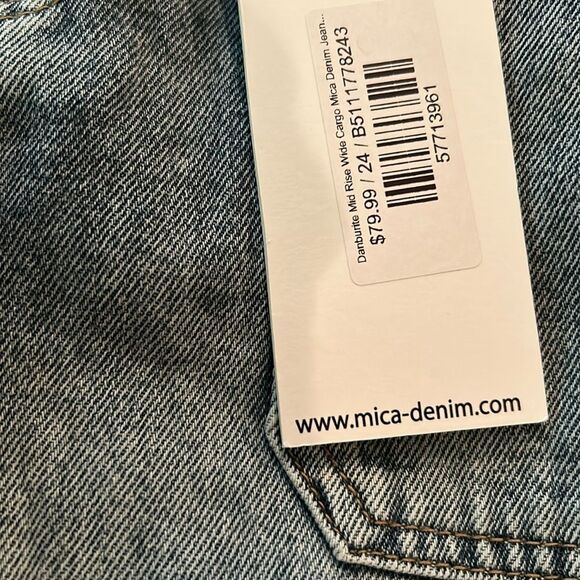 Danburite Mid Rise Wide Cargo Mica Denim Jean...
$79.99 / 24 / B5111778243
57713961
www.mica-denim.com